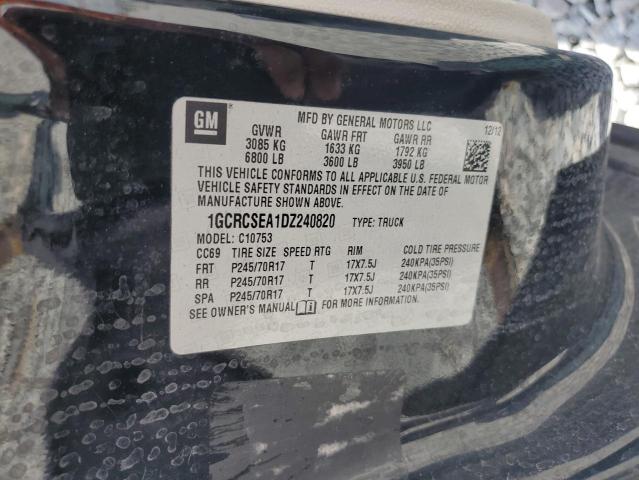 GM
MFD BY GENERAL MOTORS LLC 12/12
GVWR GAWR FRT GAWR RR
3085 KG 1633 KG 1792 KG
6800 LB 3600 LB 3950 LB
THIS VEHICLE CONFORMS TO ALL APPLICABLE U.S. FEDERAL MOTOR
VEHICLE SAFETY STANDARDS IN EFFECT ON THE DATE OF
MANUFACTURE SHOWN ABOVE.
1GCRCSEA1DZ240820 TYPE: TRUCK
MODEL: C10753
CC69 TIRE SIZE SPEED RTG RIM COLD TIRE PRESSURE
FRT P245/70R17 T 17X7.5J 240KPA(35PSI)
RR P245/70R17 T 17X7.5J 240KPA(35PSI)
SPA P245/70R17 T 17X7.5J 240KPA(35PSI)
SEE OWNER'S MANUAL FOR MORE INFORMATION.